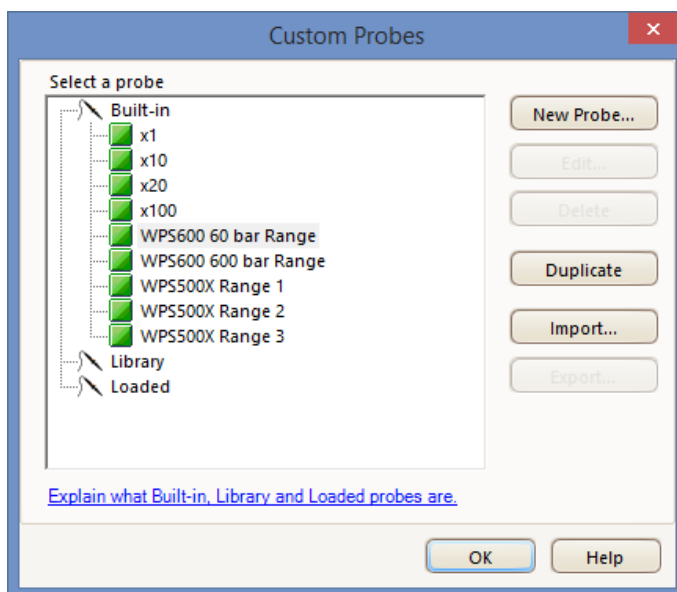 Custom Probes
Select a probe
Built-in
x1
x10
x20
x100
WPS600 60 bar Range
WPS600 600 bar Range
WPS500X Range 1
WPS500X Range 2
WPS500X Range 3
Library
Loaded
New Probe...
Edit...
Delete
Duplicate
Import...
Export...
Explain what Built-in, Library and Loaded probes are.
OK
Help